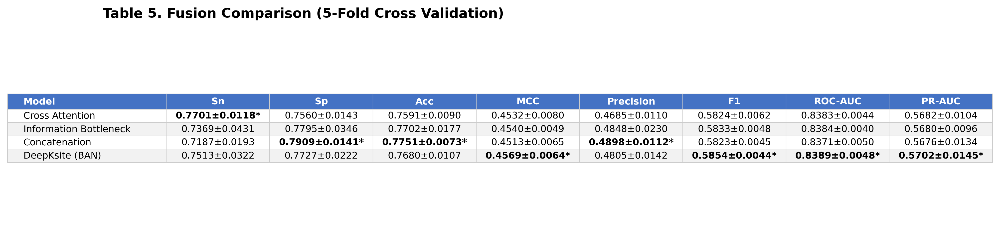 Table 5. Fusion Comparison (5-Fold Cross Validation)
Model Sn Sp Acc MCC Precision F1 ROC-AUC PR-AUC
Cross Attention 0.7701±0.0118* 0.7560±0.0143 0.7591±0.0090 0.4532±0.0080 0.4685±0.0110 0.5824±0.0062 0.8383±0.0044 0.5682±0.0104
Information Bottleneck 0.7369±0.0431 0.7795±0.0346 0.7702±0.0177 0.4540±0.0049 0.4848±0.0230 0.5833±0.0048 0.8384±0.0040 0.5680±0.0096
Concatenation 0.7187±0.0193 0.7909±0.0141* 0.7751±0.0073* 0.4513±0.0065 0.4898±0.0112* 0.5823±0.0045 0.8371±0.0050 0.5676±0.0134
DeepKsite (BAN) 0.7513±0.0322 0.7727±0.0222 0.7680±0.0107 0.4569±0.0064* 0.4805±0.0142 0.5854±0.0044* 0.8389±0.0048* 0.5702±0.0145*